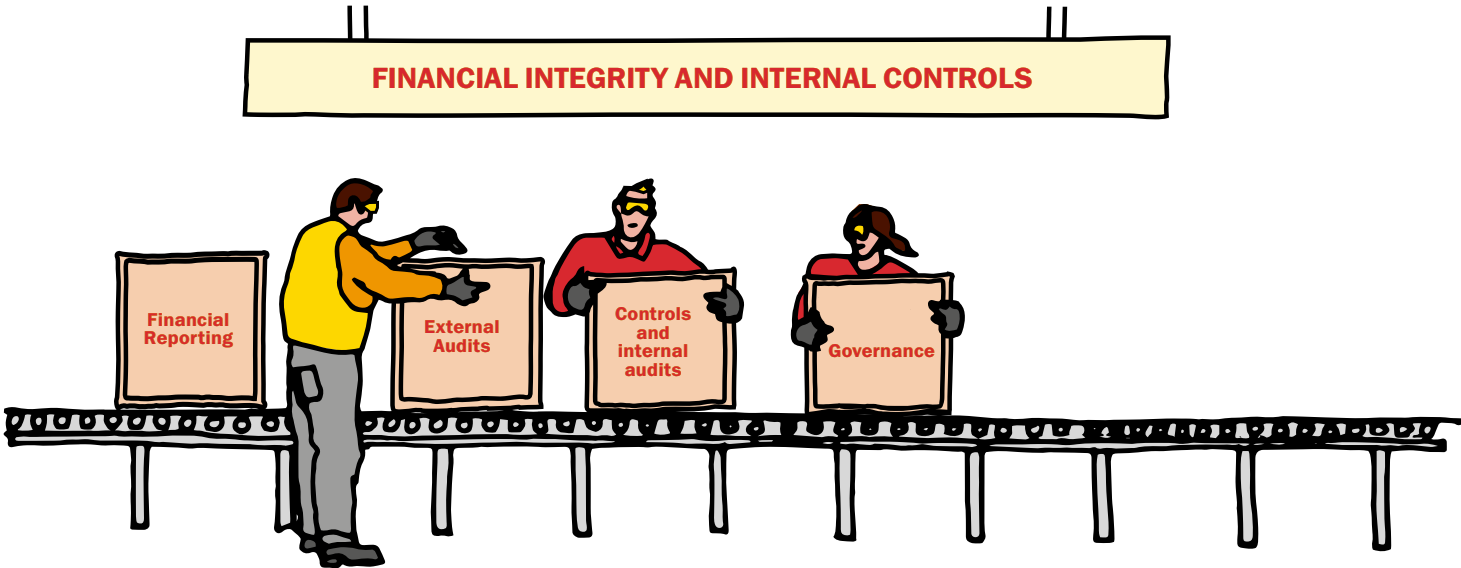 FINANCIAL INTEGRITY AND INTERNAL CONTROLS
Financial
Reporting
External
Audits
Controls
and
internal
audits
Governance